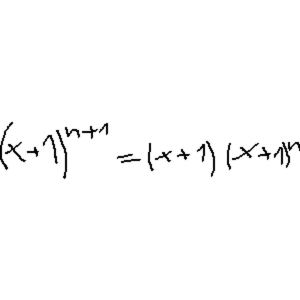 (x+1)^{n+1} = (x+1) (x+1)^n